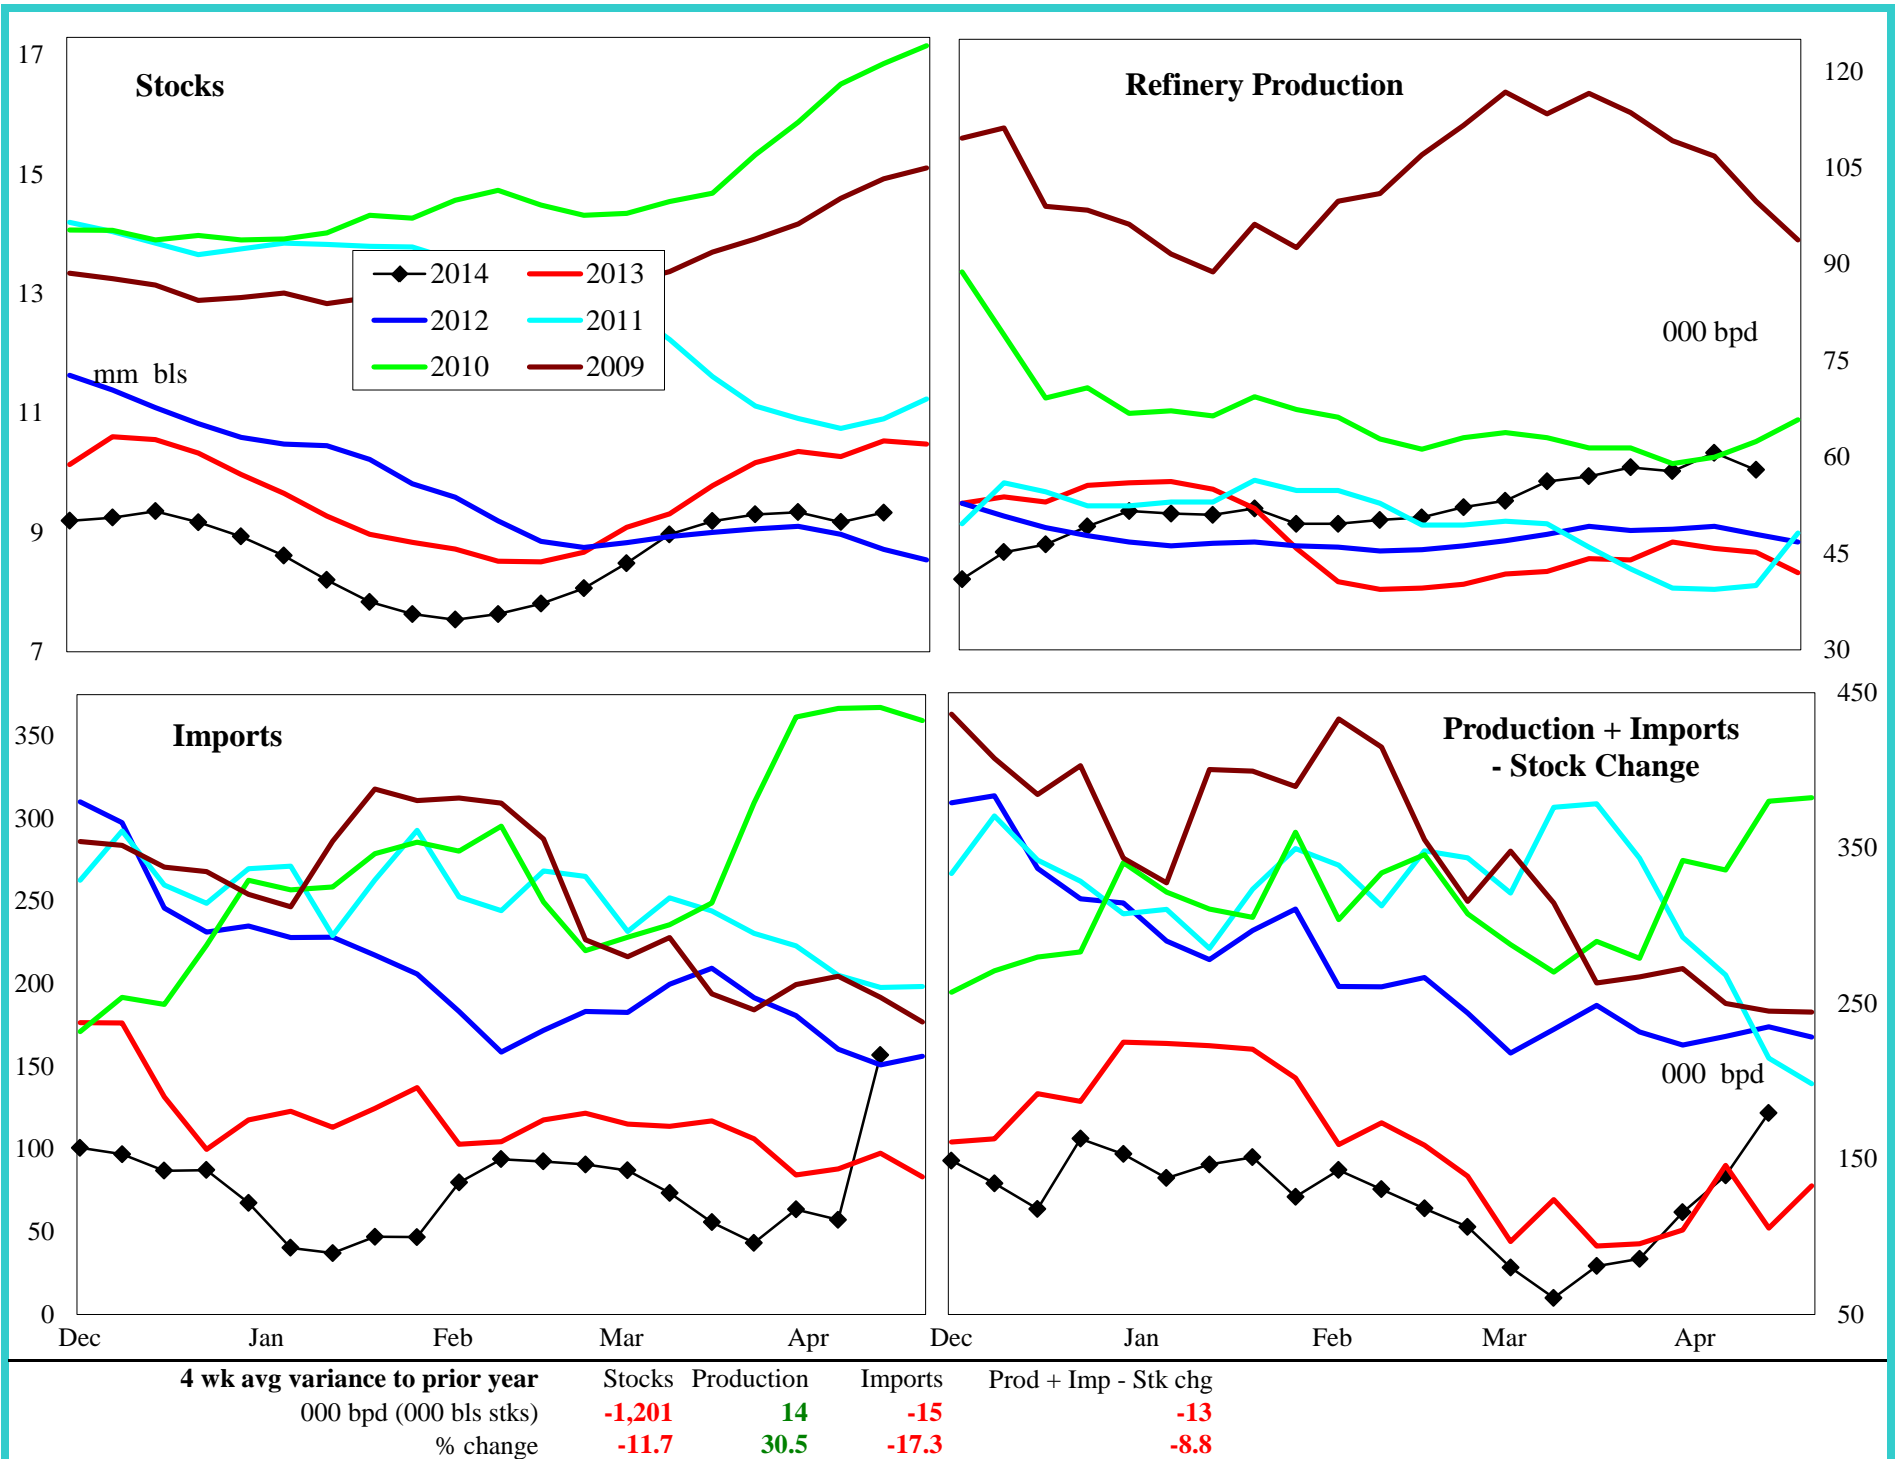 Stocks
17
15
13
11
9
7
mm bls
2014
2013
2012
2011
2010
2009
Refinery Production
120
105
90
75
60
45
30
000 bpd
Imports
350
300
250
200
150
100
50
0
Dec Jan Feb Mar Apr
Production + Imports
- Stock Change
450
350
250
150
50
000 bpd
Dec Jan Feb Mar Apr
4 wk avg variance to prior year Stocks Production Imports Prod + Imp - Stk chg
000 bpd (000 bls stks) -1,201 14 -15 -13
% change -11.7 30.5 -17.3 -8.8